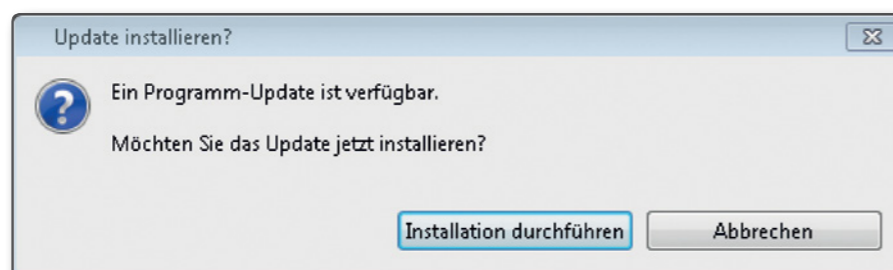 Update installieren?
Ein Programm-Update ist verfügbar.
Möchten Sie das Update jetzt installieren?
Installation durchführen
Abbrechen